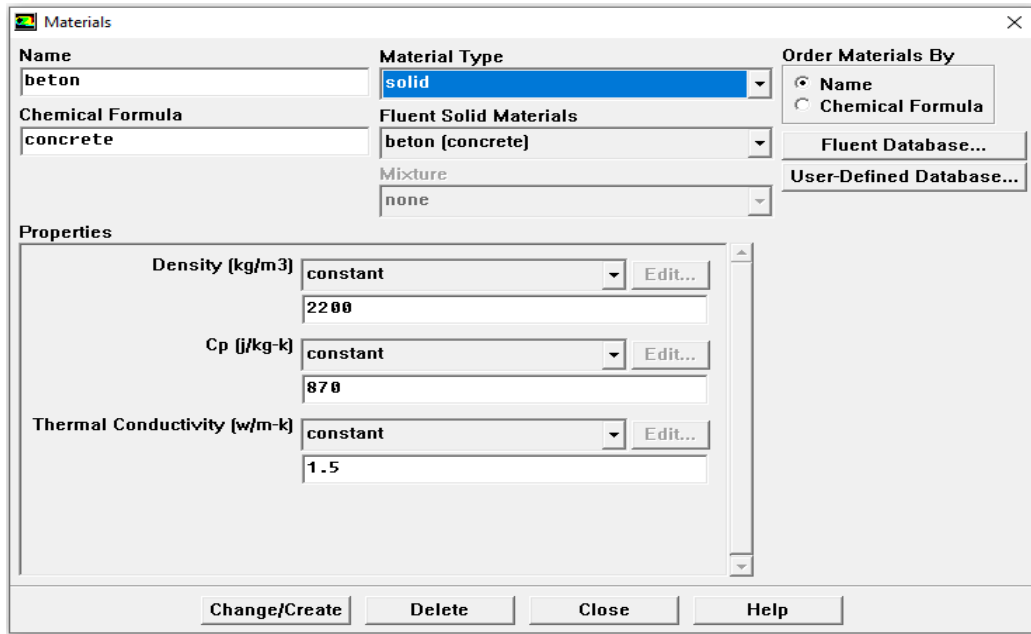 Materials
Name
beton
Chemical Formula
concrete
Material Type
solid
Fluent Solid Materials
beton (concrete)
Mixture
none
Order Materials By
Name
Chemical Formula
Fluent Database...
User-Defined Database...
Properties
Density (kg/m3)
constant
Edit...
2200
Cp (j/kg-k)
constant
Edit...
870
Thermal Conductivity (w/m-k)
constant
Edit...
1.5
Change/Create
Delete
Close
Help